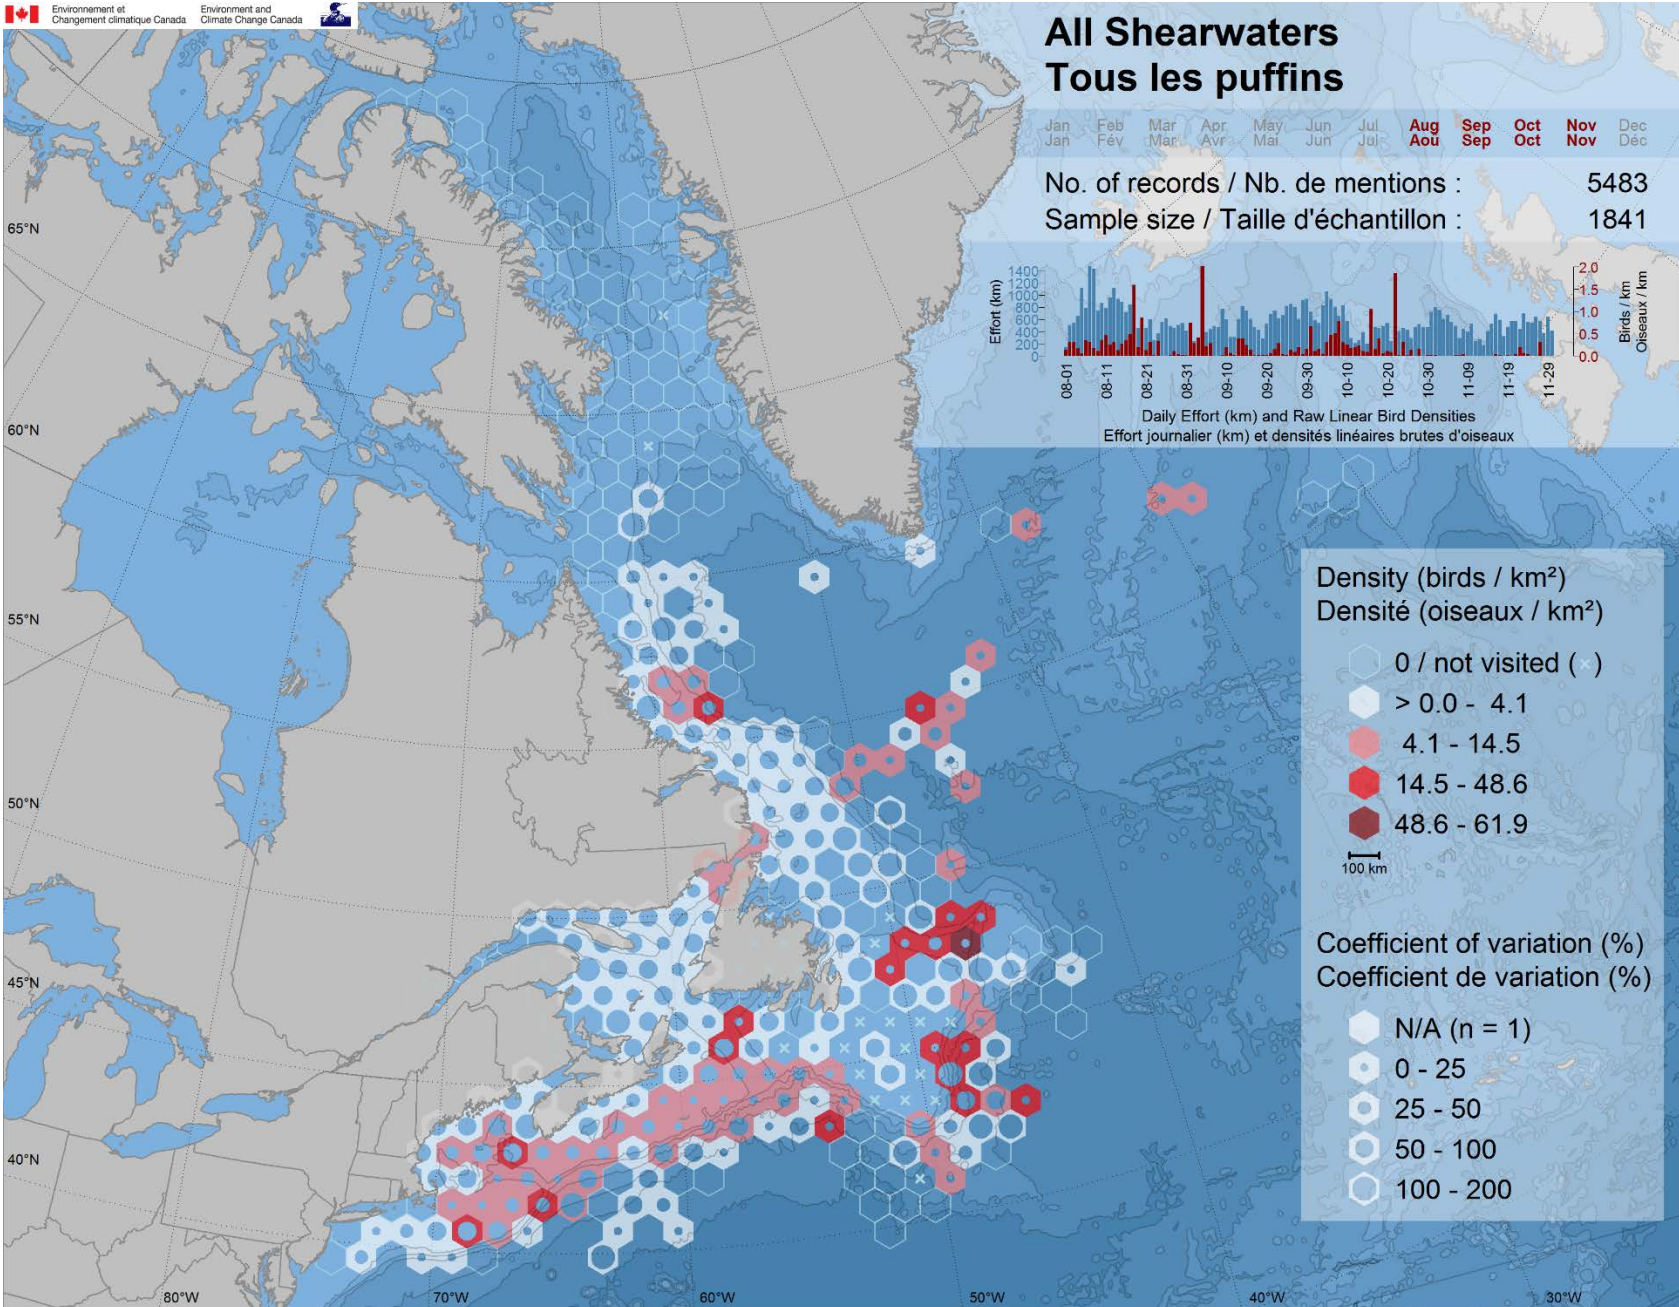 Environnement et
Changement climatique Canada
Environment and
Climate Change Canada
All Shearwaters
Tous les puffins
Jan Feb Mar Apr May Jun Jul Aug Sep Oct Nov Dec
Jan Fév Mar Avr Mai Jun Jul Aou Sep Oct Nov Déc
No. of records / Nb. de mentions : 5483
Sample size / Taille d'échantillon : 1841
Effort (km)
1400
1000
800
600
400
200
0
2.0
1.5
1.0
0.5
0.0
Birds / km
Oiseaux / km
08-01 08-11 08-21 08-31 09-10 09-20 09-30 10-10 10-20 10-30 11-09 11-19 11-29
Daily Effort (km) and Raw Linear Bird Densities
Effort journalier (km) et densités linéaires brutes d'oiseaux
65°N
60°N
55°N
50°N
45°N
40°N
80°W 70°W 60°W 50°W 40°W 30°W
Density (birds / km²)
Densité (oiseaux / km²)
0 / not visited ( × )
> 0.0 - 4.1
4.1 - 14.5
14.5 - 48.6
48.6 - 61.9
100 km
Coefficient of variation (%)
Coefficient de variation (%)
N/A (n = 1)
0 - 25
25 - 50
50 - 100
100 - 200